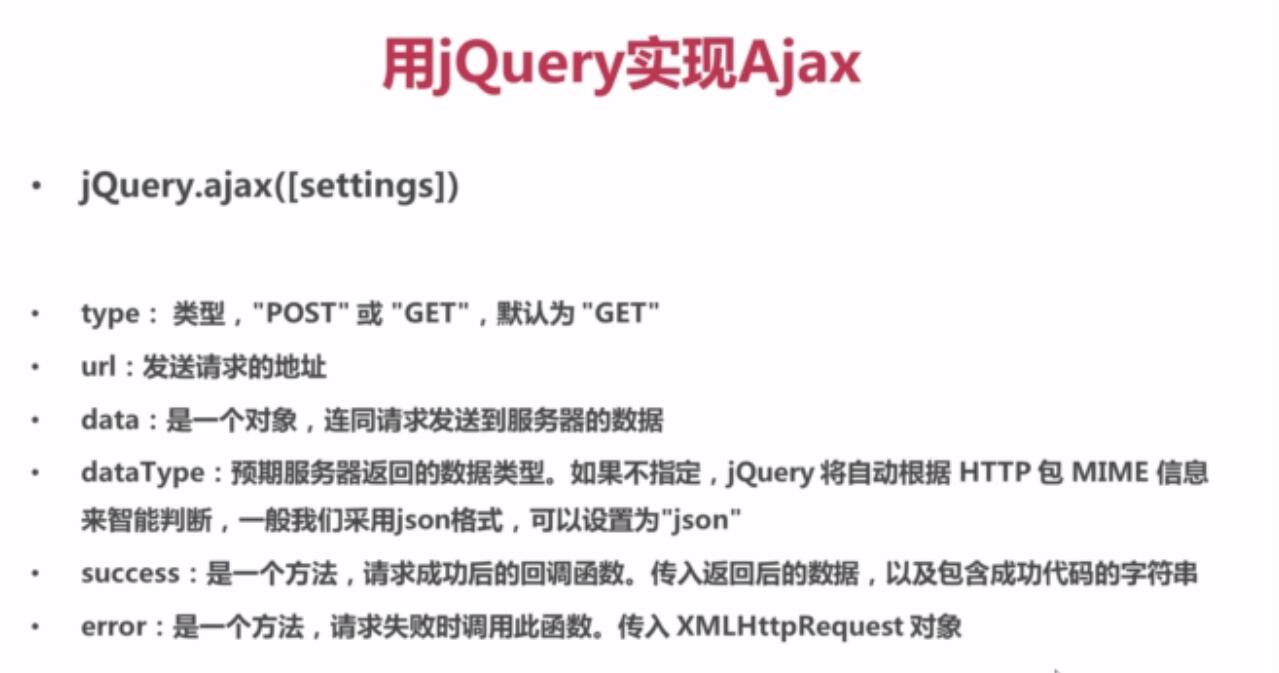 用jQuery实现Ajax
• jQuery.ajax([settings])
• type： 类型，"POST" 或 "GET"，默认为 "GET"
• url：发送请求的地址
• data：是一个对象，连同请求发送到服务器的数据
• dataType：预期服务器返回的数据类型。如果不指定，jQuery 将自动根据 HTTP 包 MIME 信息
来智能判断，一般我们采用json格式，可以设置为"json"
• success：是一个方法，请求成功后的回调函数。传入返回后的数据，以及包含成功代码的字符串
• error：是一个方法，请求失败时调用此函数。传入 XMLHttpRequest 对象